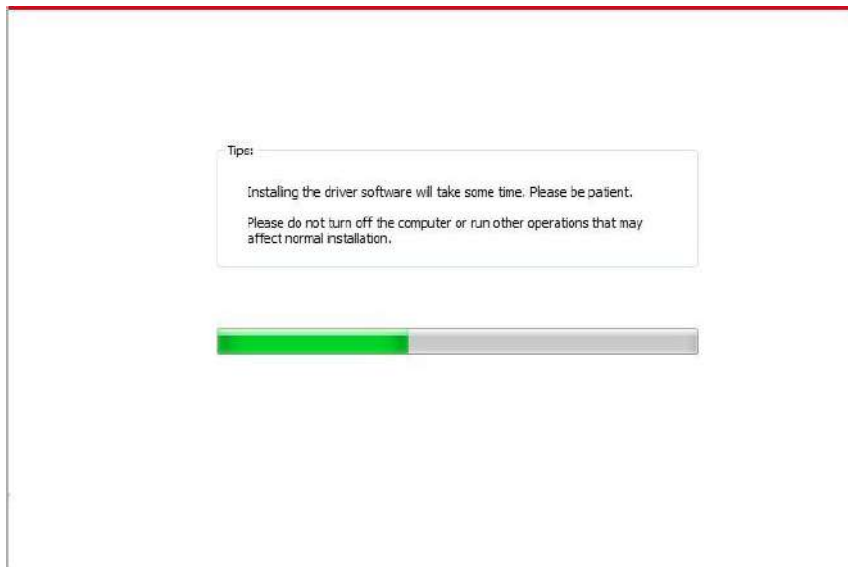 Tips:
Installing the driver software will take some time. Please be patient.
Please do not turn off the computer or run other operations that may
affect normal installation.